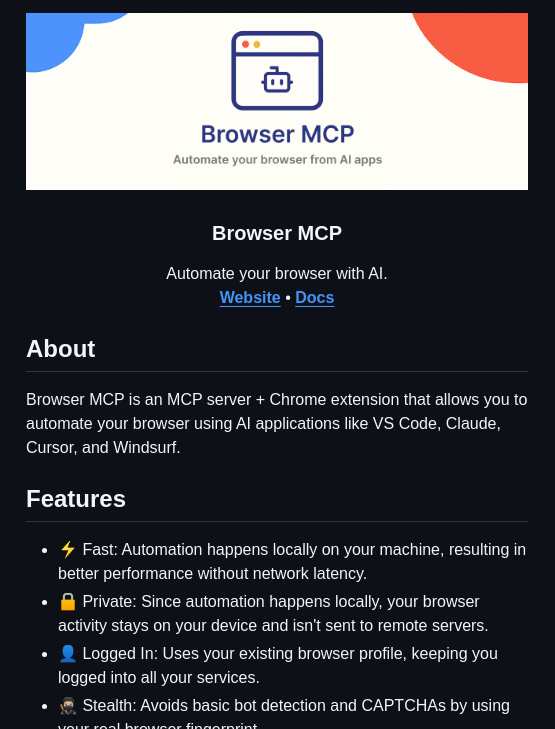 Browser MCP
Automate your browser from AI apps
Browser MCP
Automate your browser with AI.
Website • Docs
About
Browser MCP is an MCP server + Chrome extension that allows you to
automate your browser using AI applications like VS Code, Claude,
Cursor, and Windsurf.
Features
• ⚡ Fast: Automation happens locally on your machine, resulting in
better performance without network latency.
• 🔒 Private: Since automation happens locally, your browser
activity stays on your device and isn't sent to remote servers.
• 👤 Logged In: Uses your existing browser profile, keeping you
logged into all your services.
• 🥷🏼 Stealth: Avoids basic bot detection and CAPTCHAs by using
your real browser fingerprint.